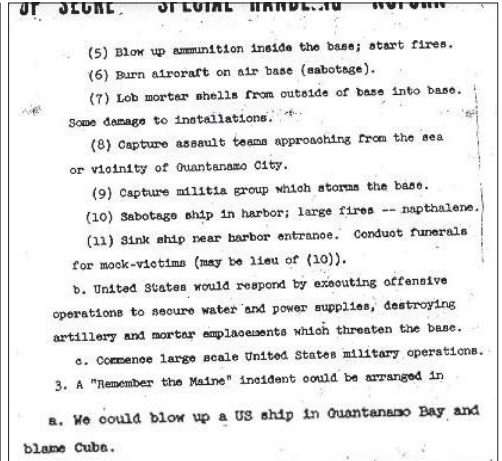 SPECIAL HANDLING NOFORN
(5) Blow up ammunition inside the base; start fires.
(6) Burn aircraft on air base (sabotage).
(7) Lob mortar shells from outside of base into base.
Some damage to installations.
(8) Capture assault teams approaching from the sea
or vicinity of Guantanamo City.
(9) Capture militia group which storms the base.
(10) Sabotage ship in harbor; large fires -- napthalene.
(11) Sink ship near harbor entrance. Conduct funerals
for mock-victims (may be lieu of (10)).
b. United States would respond by executing offensive
operations to secure water and power supplies, destroying
artillery and mortar emplacements which threaten the base.
c. Commence large scale United States military operations.
3. A "Remember the Maine" incident could be arranged in
a. We could blow up a US ship in Guantanamo Bay and
blame Cuba.